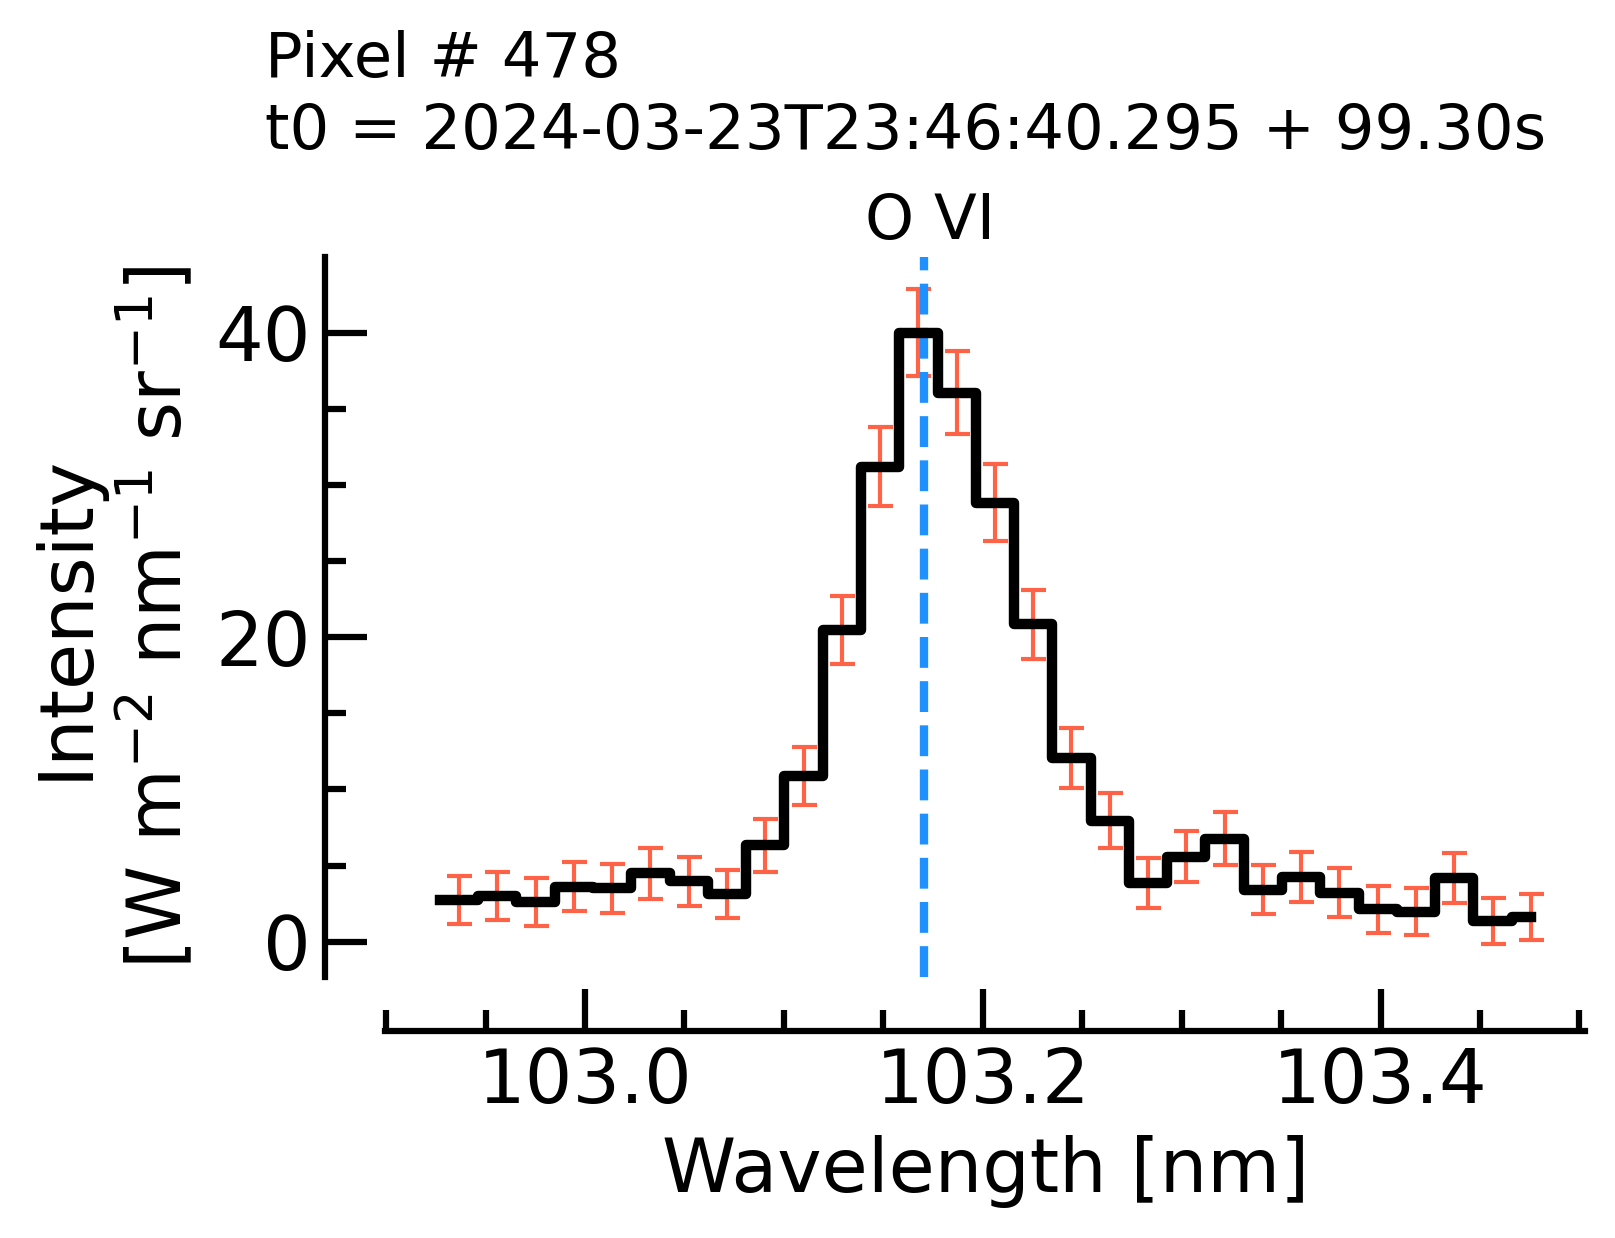 Pixel # 478
t0 = 2024-03-23T23:46:40.295 + 99.30s
O VI
Intensity
[W m⁻² nm⁻¹ sr⁻¹]
40
20
0
103.0 103.2 103.4
Wavelength [nm]